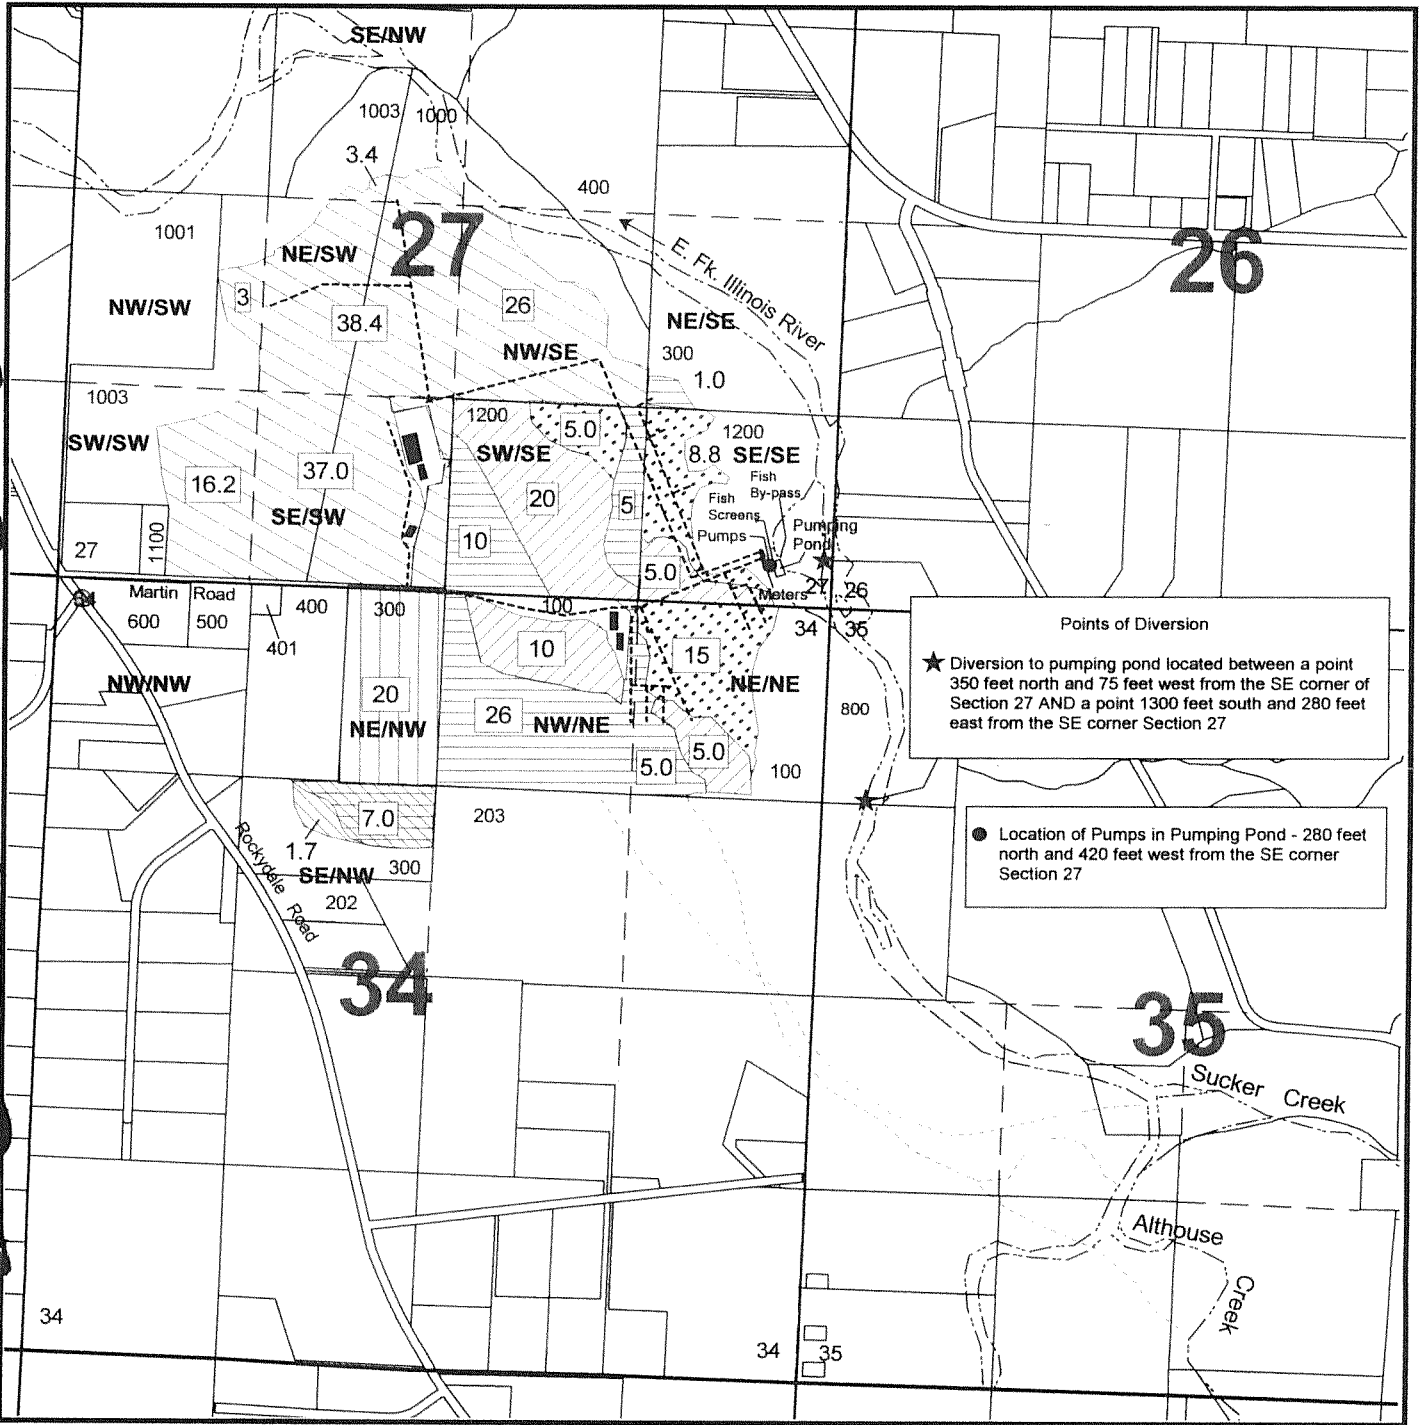 SE/NW
1003
1000
3.4
400
1001
27
NE/SW
E. Fk. Illinois River
26
3
NW/SW
38.4
26
NE/SE
NW/SE
300
1.0
1003
1200
5.0
1200
SW/SW
SW/SE
8.8
SE/SE
16.2
37.0
20
5
Fish
By-pass
Fish
Screens
SE/SW
Pumps
Pumping
Pond
27
1100
10
5.0
27
26
Meters
34
35
Martin Road
600
500
400
401
300
100
10
15
NW/NW
20
NE/NE
NE/NW
26
NW/NE
800
5.0
5.0
100
Points of Diversion
Diversion to pumping pond located between a point
350 feet north and 75 feet west from the SE corner of
Section 27 AND a point 1300 feet south and 280 feet
east from the SE corner Section 27
Location of Pumps in Pumping Pond - 280 feet
north and 420 feet west from the SE corner
Section 27
7.0
203
1.7
SE/NW
300
202
Rockydale Road
34
35
Sucker Creek
Althouse
Creek
34
34
35